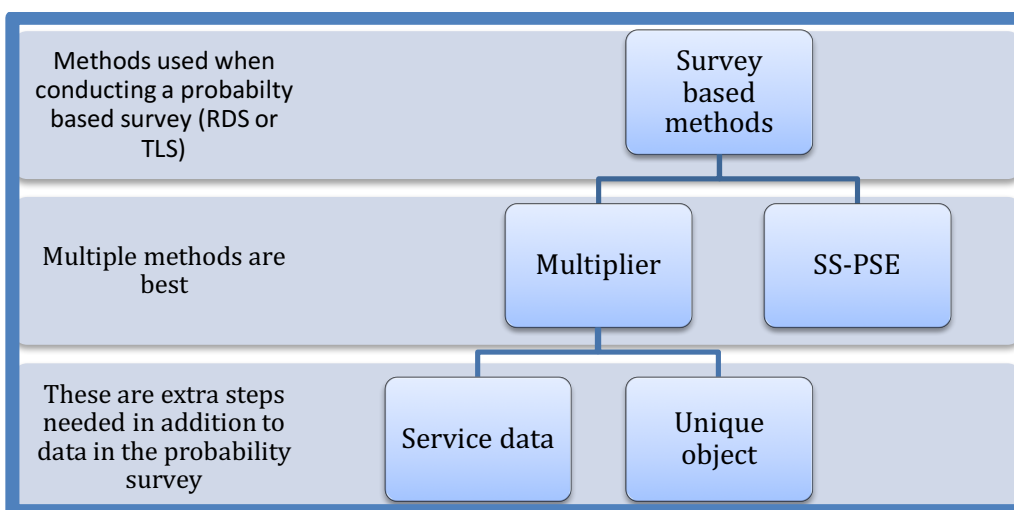 Methods used when
conducting a probabilty
based survey (RDS or
TLS)
Survey
based
methods
Multiple methods are
best
Multiplier
SS-PSE
These are extra steps
needed in addition to
data in the probability
survey
Service data
Unique
object